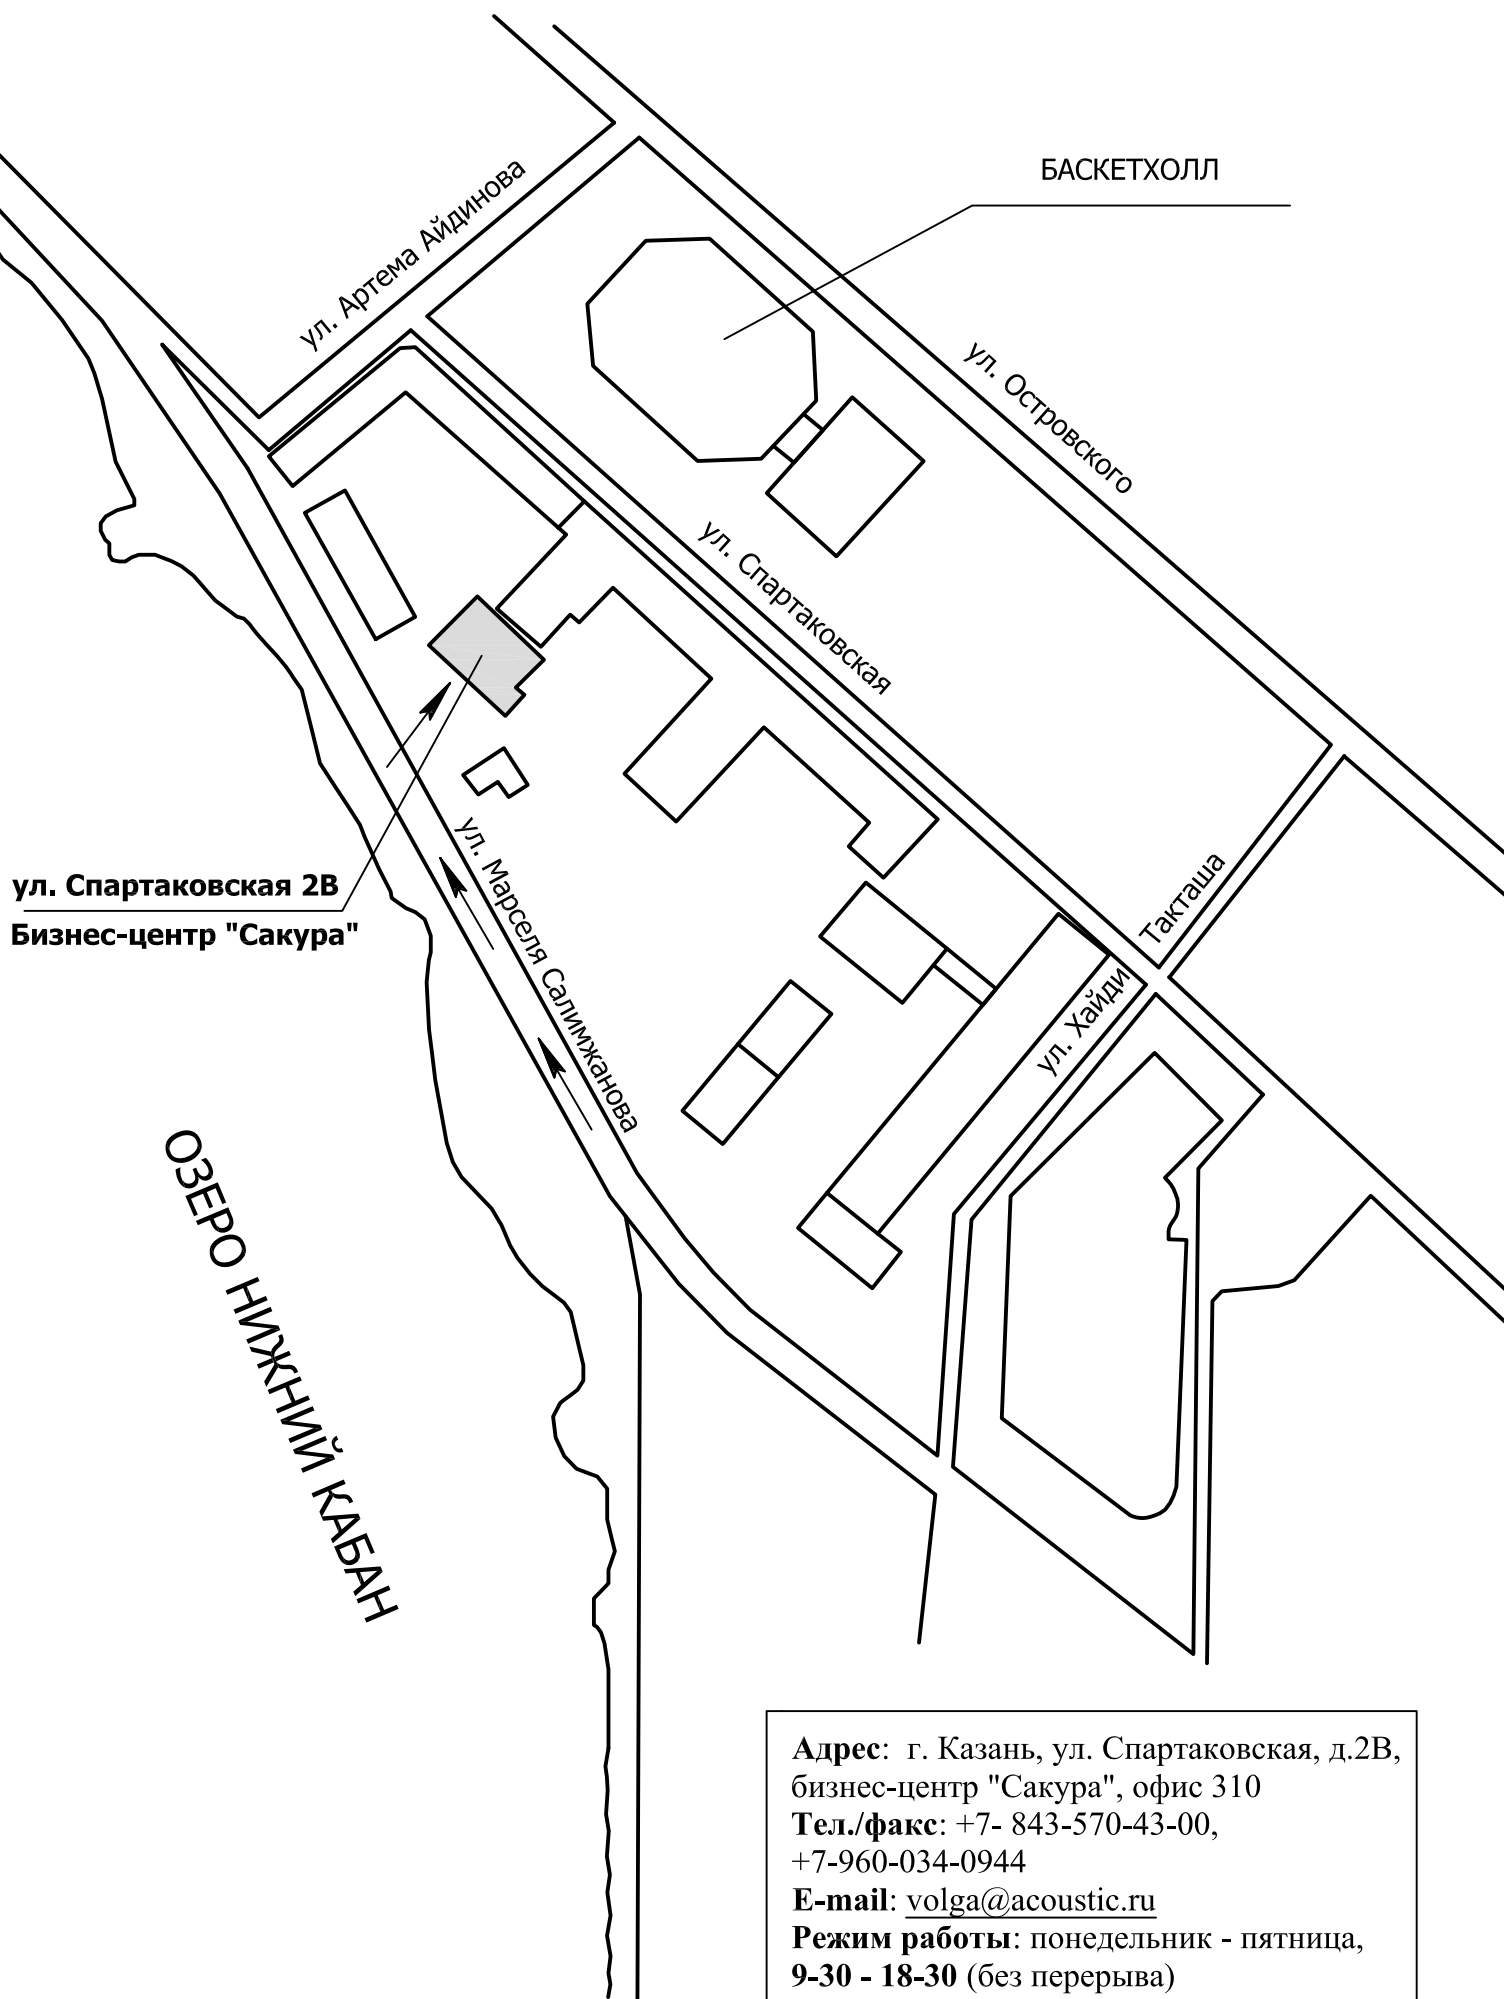 БАСКЕТХОЛЛ
ул. Артема Айдинова
ул. Островского
ул. Спартаковская
ул. Спартаковская 2В
Бизнес-центр "Сакура"
ул. Марселя Салимжанова
ул. Хайди
Такташа
ОЗЕРО НИЖНИЙ КАБАН
Адрес: г. Казань, ул. Спартаковская, д.2В,
бизнес-центр "Сакура", офис 310
Тел./факс: +7- 843-570-43-00,
+7-960-034-0944
E-mail: volga@acoustic.ru
Режим работы: понедельник - пятница,
9-30 - 18-30 (без перерыва)